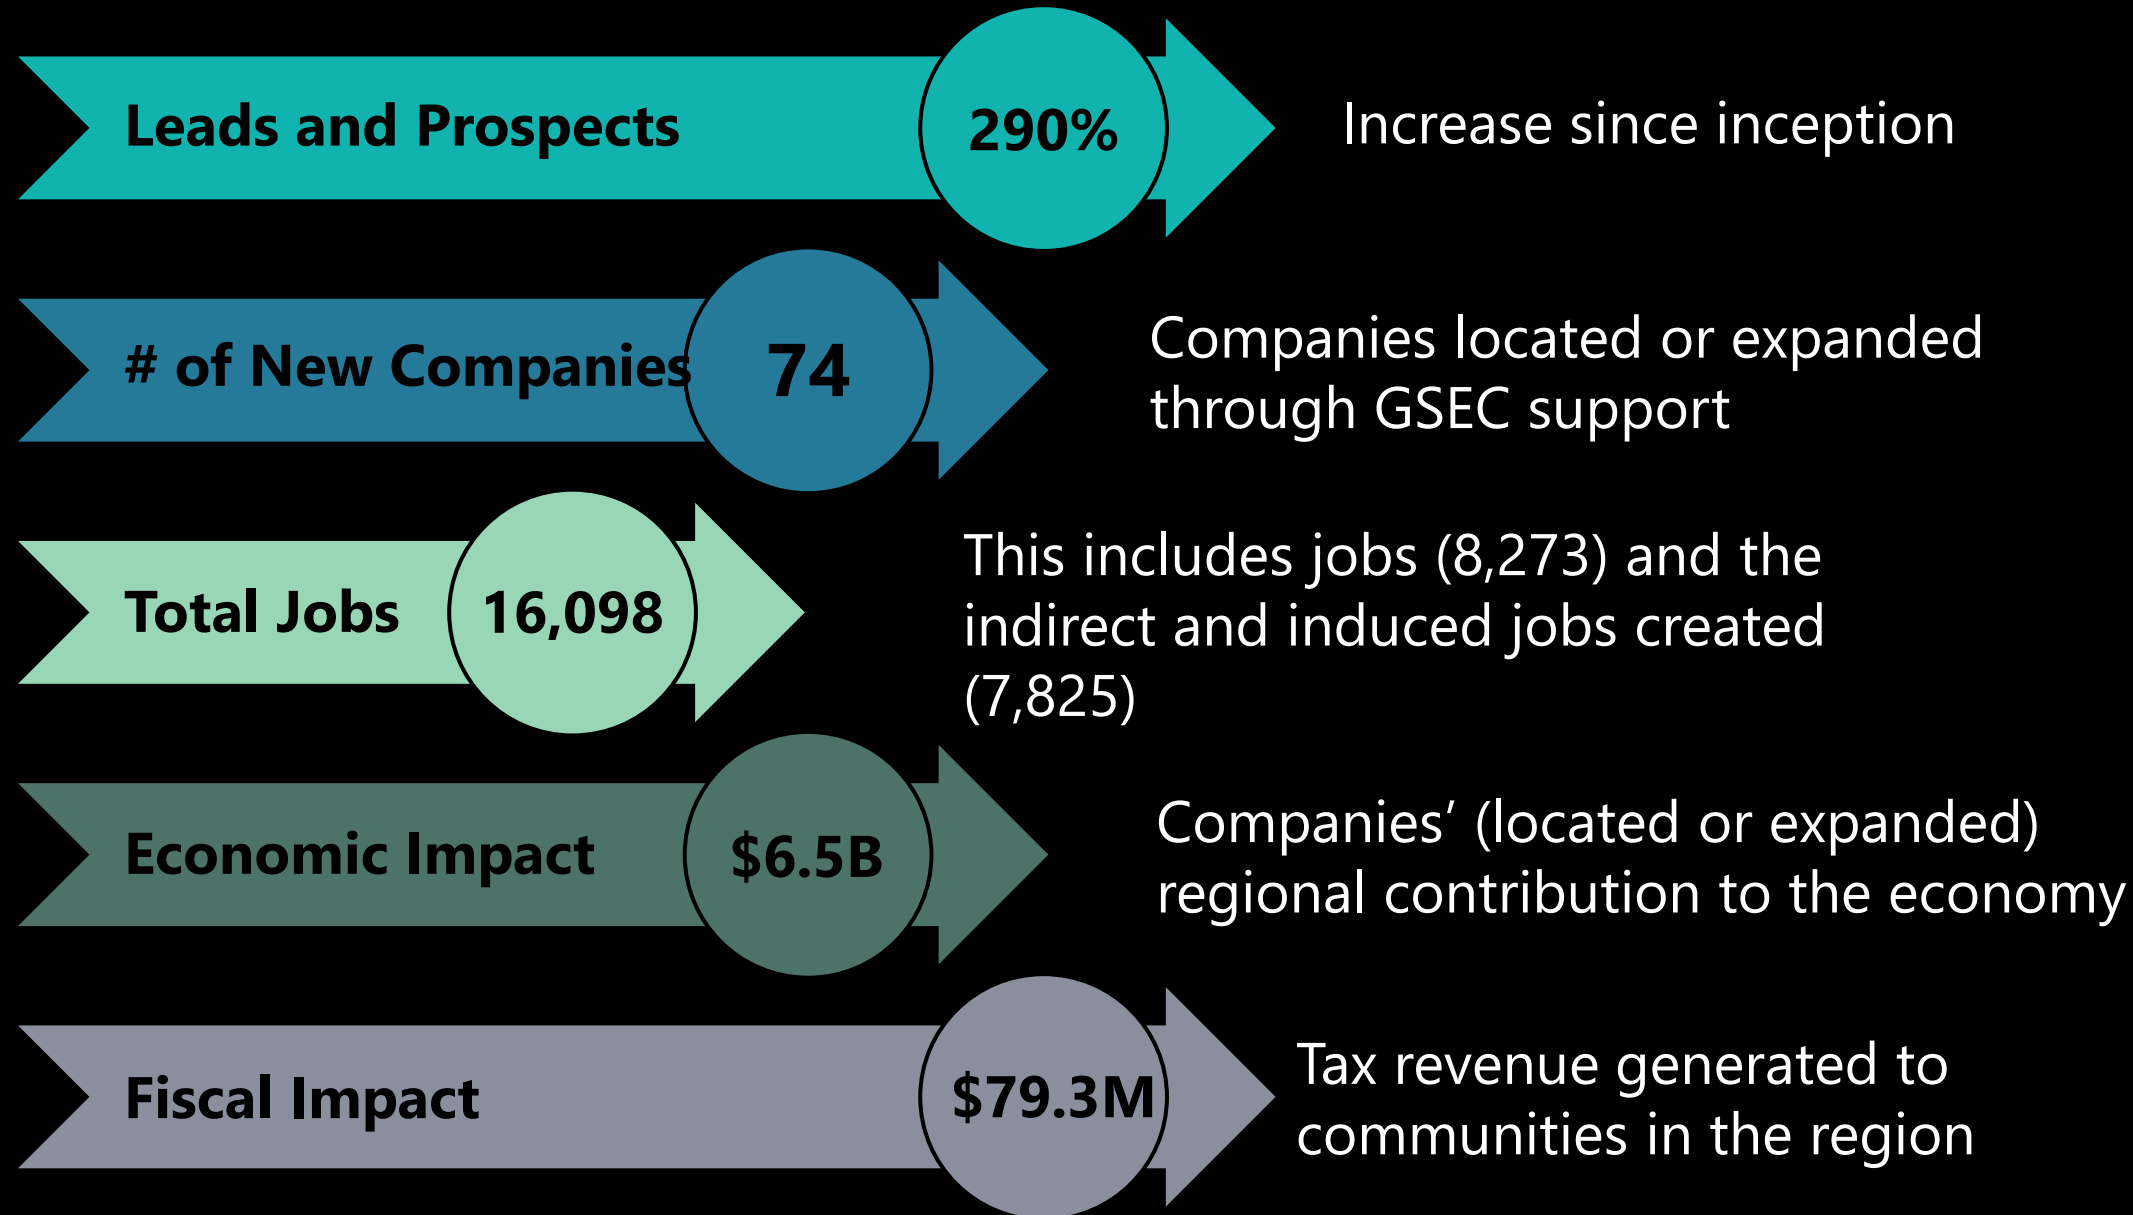 Leads and Prospects
290%
Increase since inception
# of New Companies
74
Companies located or expanded
through GSEC support
Total Jobs
16,098
This includes jobs (8,273) and the
indirect and induced jobs created
(7,825)
Economic Impact
$6.5B
Companies’ (located or expanded)
regional contribution to the economy
Fiscal Impact
$79.3M
Tax revenue generated to
communities in the region